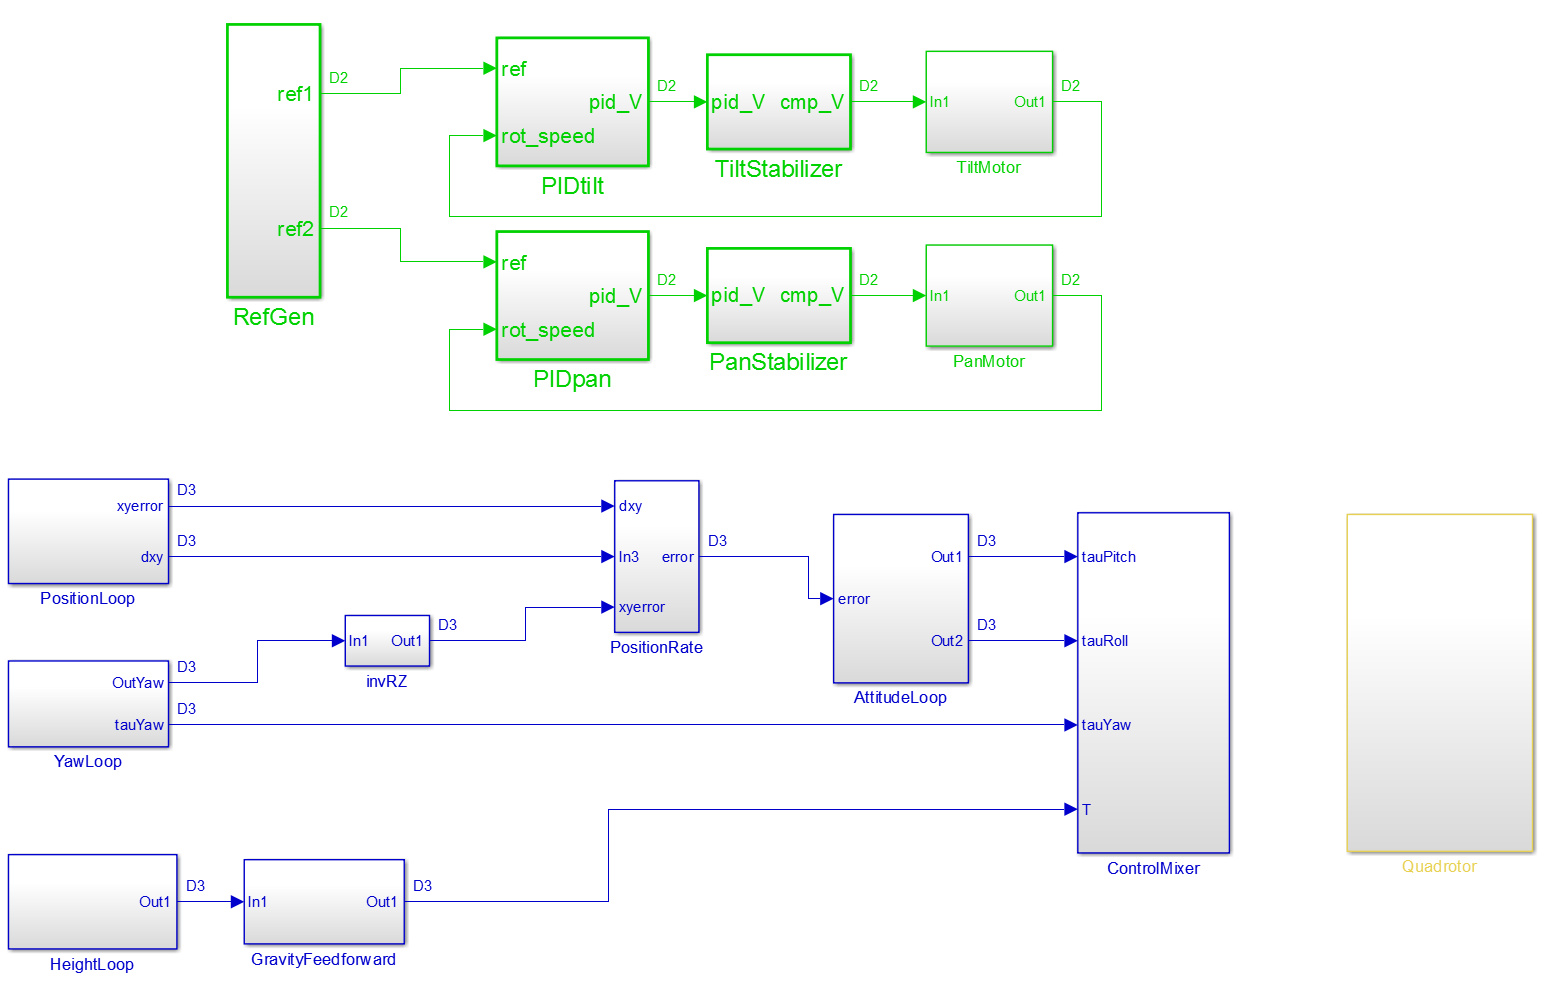 D2
ref1
D2
ref2
RefGen
ref
pid_V
rot_speed
D2
PIDtilt
pid_V cmp_V
D2
TiltStabilizer
In1 Out1
D2
TiltMotor
ref
pid_V
rot_speed
D2
PIDpan
pid_V cmp_V
D2
PanStabilizer
In1 Out1
D2
PanMotor
xyerror
D3
dxy
D3
PositionLoop
dxy
In3 error
xyerror
D3
PositionRate
OutYaw
D3
tauYaw
D3
YawLoop
In1 Out1
D3
invRZ
Out1
D3
error
Out2
D3
AttitudeLoop
tauPitch
tauRoll
tauYaw
T
ControlMixer
Quadrotor
Out1
D3
HeightLoop
In1 Out1
D3
GravityFeedforward